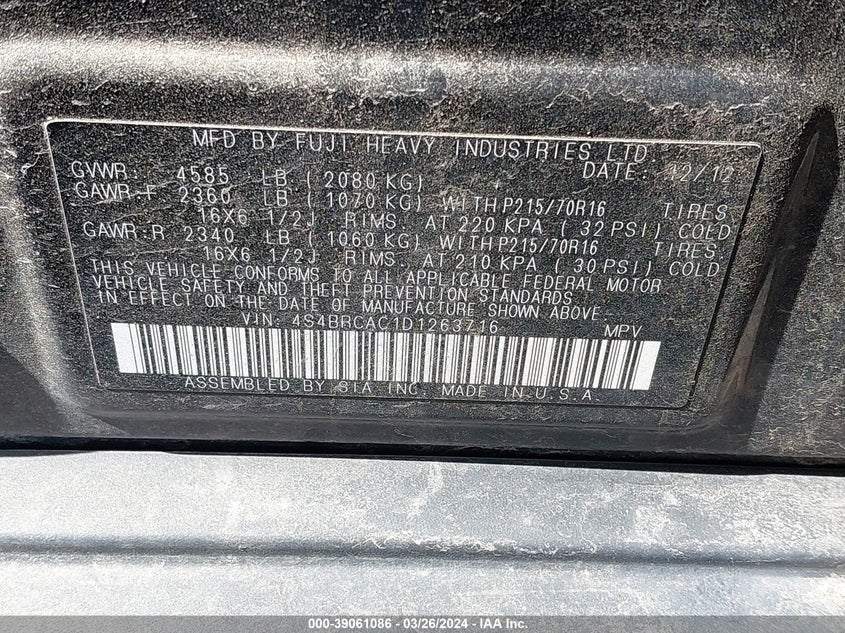 MFD BY FUJI HEAVY INDUSTRIES LTD.
DATE: 12/12
GVWR: 4585 LB (2080 KG)
GAWR:F 2360 LB (1070 KG) WITH P215/70R16 TIRES
16X6 1/2J RIMS. AT 220 KPA (32 PSI) COLD
GAWR:R 2340 LB (1060 KG) WITH P215/70R16 TIRES
16X6 1/2J RIMS. AT 210 KPA (30 PSI) COLD
THIS VEHICLE CONFORMS TO ALL APPLICABLE FEDERAL MOTOR
VEHICLE SAFETY AND THEFT PREVENTION STANDARDS
IN EFFECT ON THE DATE OF MANUFACTURE SHOWN ABOVE.
VIN: 4S4BRCAC1D1263716 MPV
ASSEMBLED BY SIA INC. MADE IN U.S.A
000-39061086 - 03/26/2024 - IAA Inc.